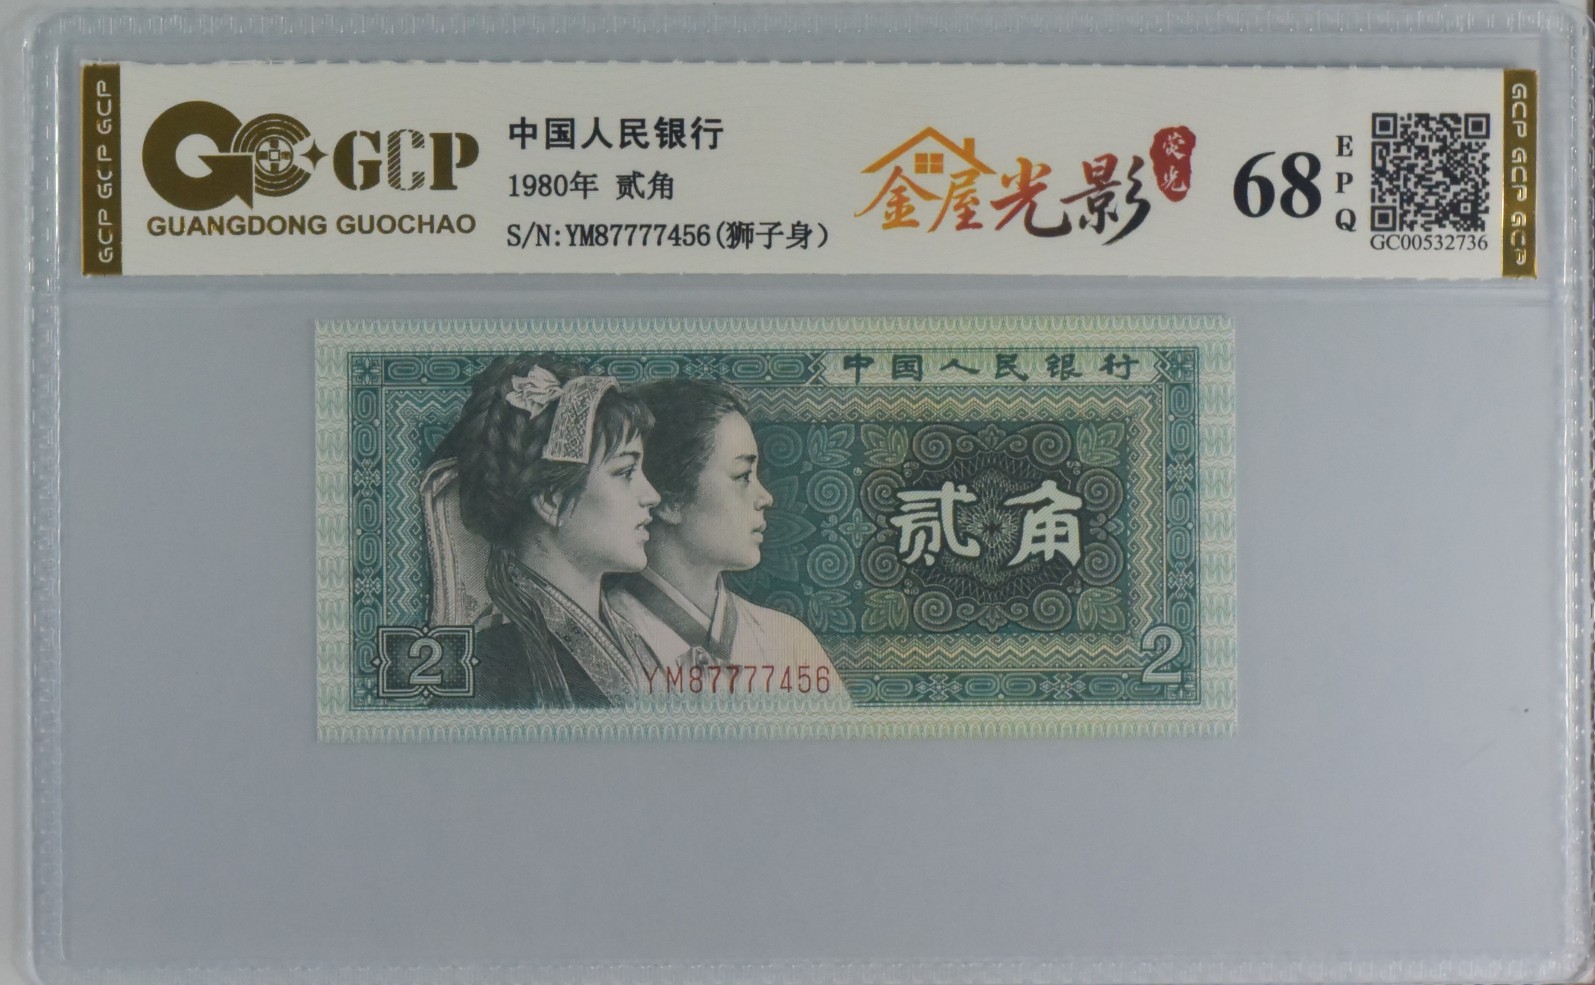 GCP GCP GCP
GCP
GUANGDONG GUOCHAO
中国人民银行
1980年 贰角
S/N:YM87777456(狮子身)
金屋光影
荧光
68
EPQ
GC00532736
GCP GCP GCP
中国人民银行
贰角
2
YM87777456
2